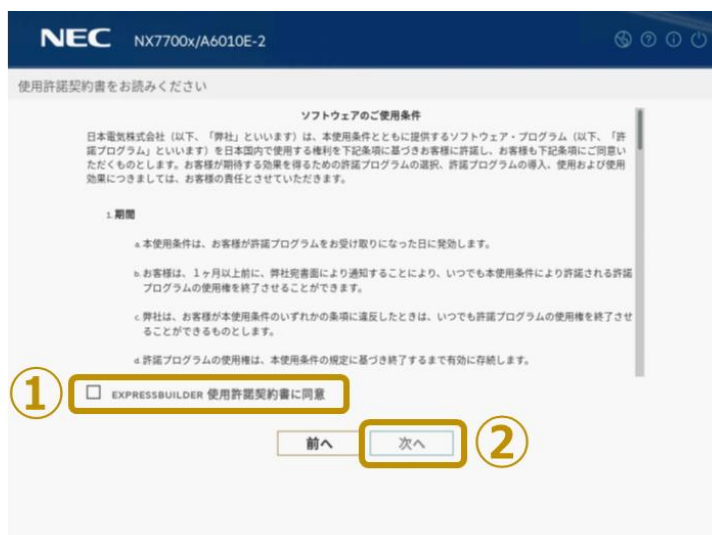 NEC NX7700x/A6010E-2
使用許諾契約書をお読みください
ソフトウェアのご使用条件
日本電気株式会社（以下、「弊社」といいます）は、本使用条件とともに提供するソフトウェア・プログラム（以下、「許
諾プログラム」といいます）を日本国内で使用する権利を下記条項に基づきお客様に許諾し、お客様も下記条項にご同意い
ただくものとします。お客様が期待する効果を得るための許諾プログラムの選択、許諾プログラムの導入、使用および使用
効果につきましては、お客様の責任とさせていただきます。
1. 期間
a. 本使用条件は、お客様が許諾プログラムをお受け取りになった日に発効します。
b. お客様は、１ヶ月以上前に、弊社宛書面により通知することにより、いつでも本使用条件により許諾される許諾
プログラムの使用権を終了させることができます。
c. 弊社は、お客様が本使用条件のいずれかの条項に違反したときは、いつでも許諾プログラムの使用権を終了させ
ることができるものとします。
d. 許諾プログラムの使用権は、本使用条件の規定に基づき終了するまで有効に存続します。
① EXPRESSBUILDER 使用許諾契約書に同意
前へ 次へ ②